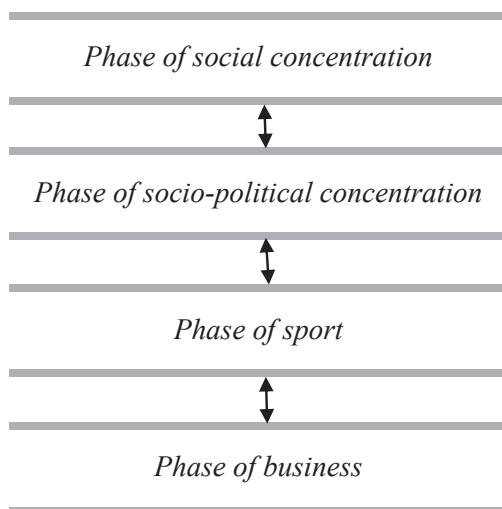 Phase of social concentration
Phase of socio-political concentration
Phase of sport
Phase of business